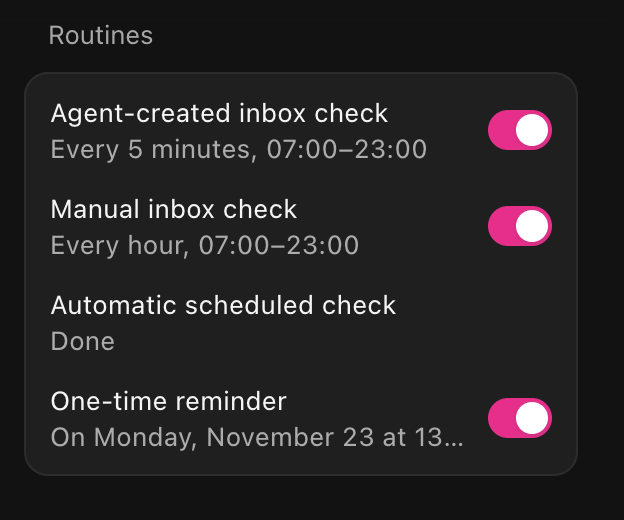 Routines
Agent-created inbox check
Every 5 minutes, 07:00–23:00
Manual inbox check
Every hour, 07:00–23:00
Automatic scheduled check
Done
One-time reminder
On Monday, November 23 at 13...